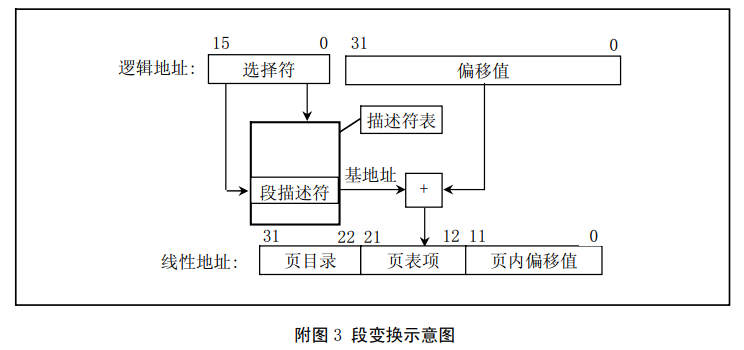 15 0 31 0
逻辑地址: 选择符 偏移值
描述符表
段描述符 基地址 +
31 22 21 12 11 0
线性地址: 页目录 页表项 页内偏移值
附图 3 段变换示意图